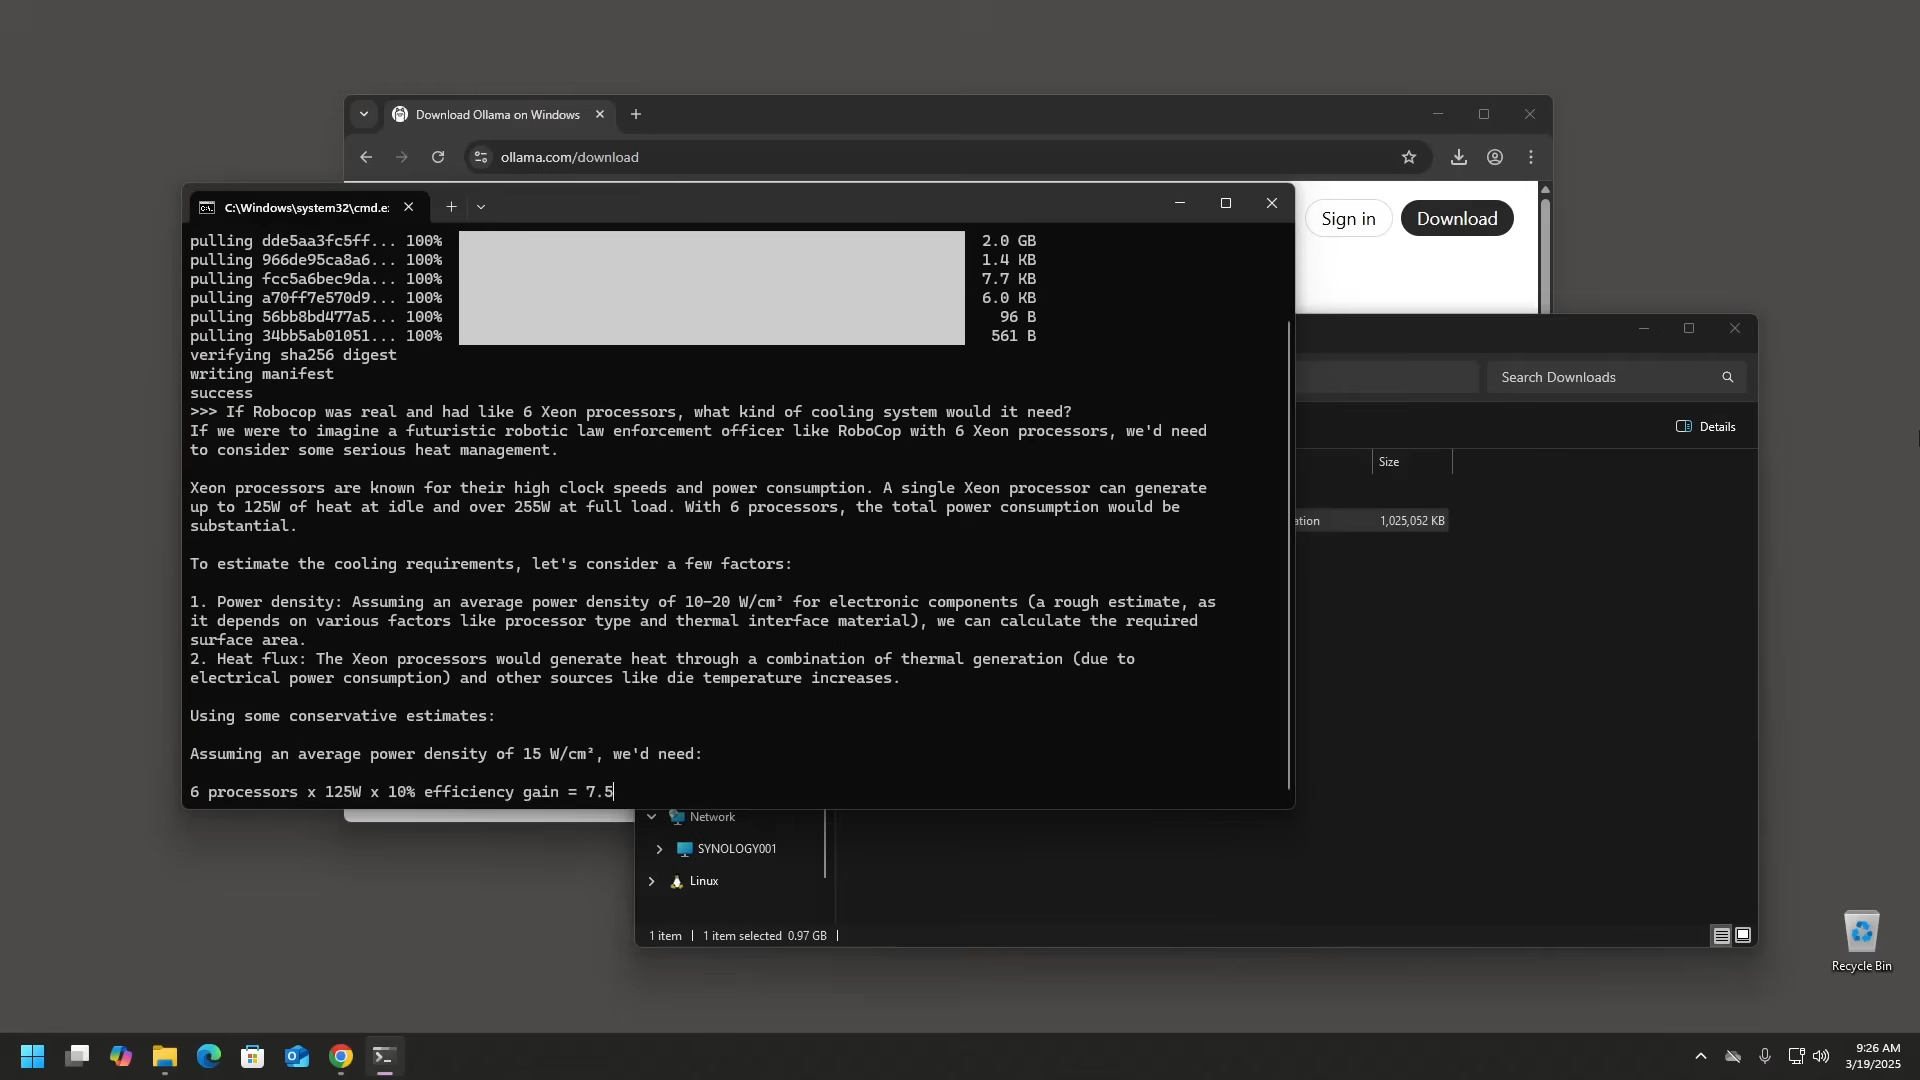 Download Ollama on Windows
ollama.com/download
C:\Windows\system32\cmd.e:
Sign in
Download
pulling dde5aa3fc5ff... 100% 2.0 GB
pulling 966de95ca8a6... 100% 1.4 KB
pulling fcc5a6bec9da... 100% 7.7 KB
pulling a70ff7e570d9... 100% 6.0 KB
pulling 56bb8bd477a5... 100% 96 B
pulling 34bb5ab01051... 100% 561 B
verifying sha256 digest
writing manifest
success
>>> If Robocop was real and had like 6 Xeon processors, what kind of cooling system would it need?
If we were to imagine a futuristic robotic law enforcement officer like RoboCop with 6 Xeon processors, we'd need
to consider some serious heat management.
Xeon processors are known for their high clock speeds and power consumption. A single Xeon processor can generate
up to 125W of heat at idle and over 255W at full load. With 6 processors, the total power consumption would be
substantial.
To estimate the cooling requirements, let's consider a few factors:
1. Power density: Assuming an average power density of 10-20 W/cm² for electronic components (a rough estimate, as
it depends on various factors like processor type and thermal interface material), we can calculate the required
surface area.
2. Heat flux: The Xeon processors would generate heat through a combination of thermal generation (due to
electrical power consumption) and other sources like die temperature increases.
Using some conservative estimates:
Assuming an average power density of 15 W/cm², we'd need:
6 processors x 125W x 10% efficiency gain = 7.5
Search Downloads
Details
Size
ation 1,025,052 KB
Network
SYNOLOGY001
Linux
1 item | 1 item selected 0.97 GB |
Recycle Bin
9:26 AM
3/19/2025